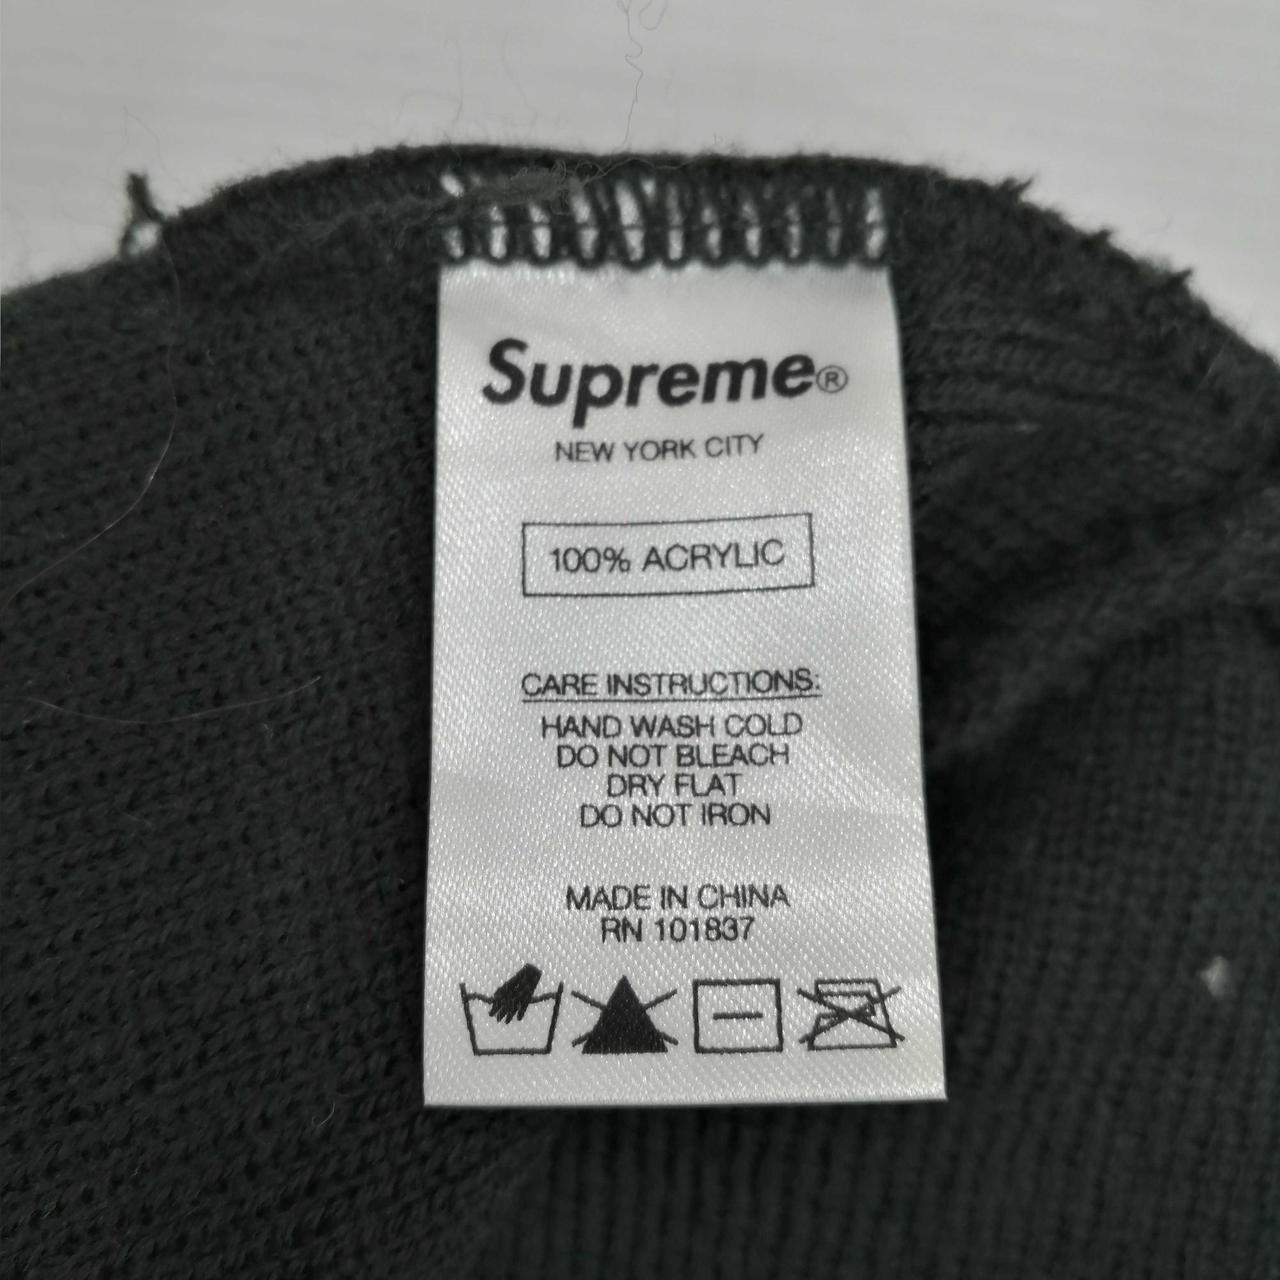 Supreme®
NEW YORK CITY
100% ACRYLIC
CARE INSTRUCTIONS:
HAND WASH COLD
DO NOT BLEACH
DRY FLAT
DO NOT IRON
MADE IN CHINA
RN 101837